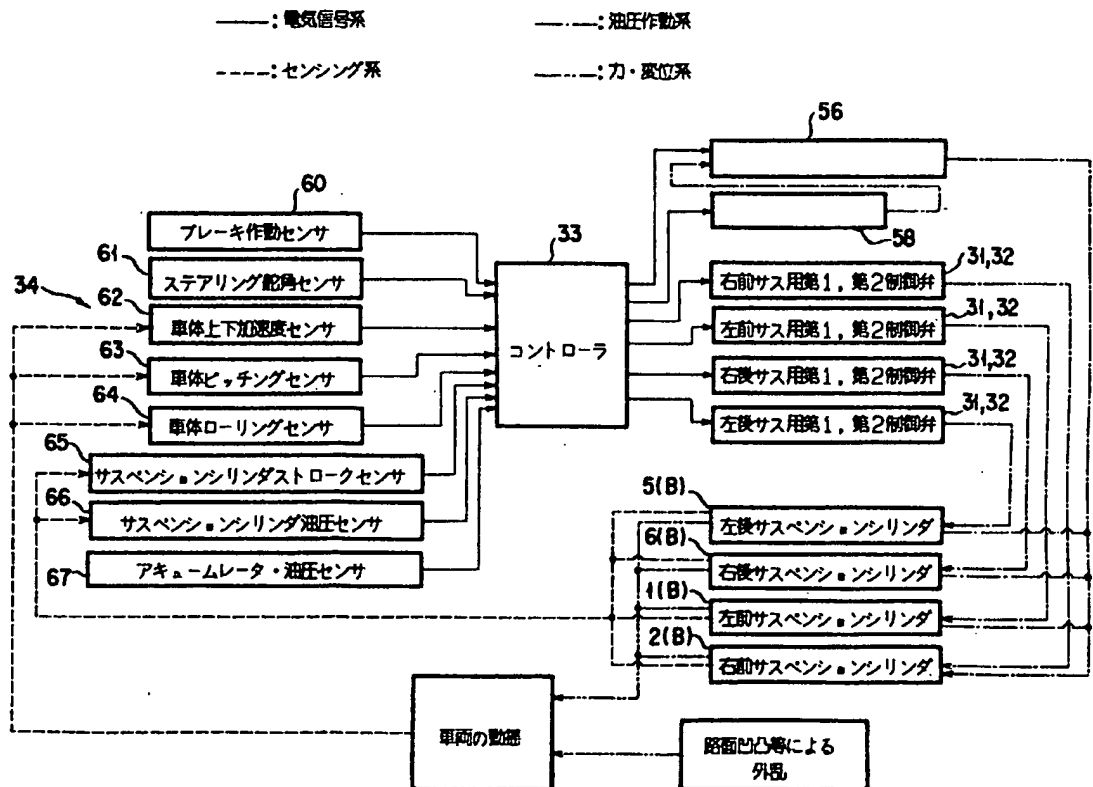 ——: 電気信号系
—·—: 油圧作動系
-----: センシング系
—··—: 力・変位系
56
60
ブレーキ作動センサ
58
33
コントローラ
61
ステアリング舵角センサ
34
62
車体上下加速度センサ
63
車体ピッチングセンサ
64
車体ローリングセンサ
65
サスペンションシリンダストロークセンサ
66
サスペンションシリンダ油圧センサ
67
アキュームレータ・油圧センサ
31,32
右前サス用第1,第2制御弁
31,32
左前サス用第1,第2制御弁
31,32
右後サス用第1,第2制御弁
31,32
左後サス用第1,第2制御弁
5(B)
左後サスペンションシリンダ
6(B)
右後サスペンションシリンダ
1(B)
左前サスペンションシリンダ
2(B)
右前サスペンションシリンダ
車両の動態
路面凹凸等による
外乱